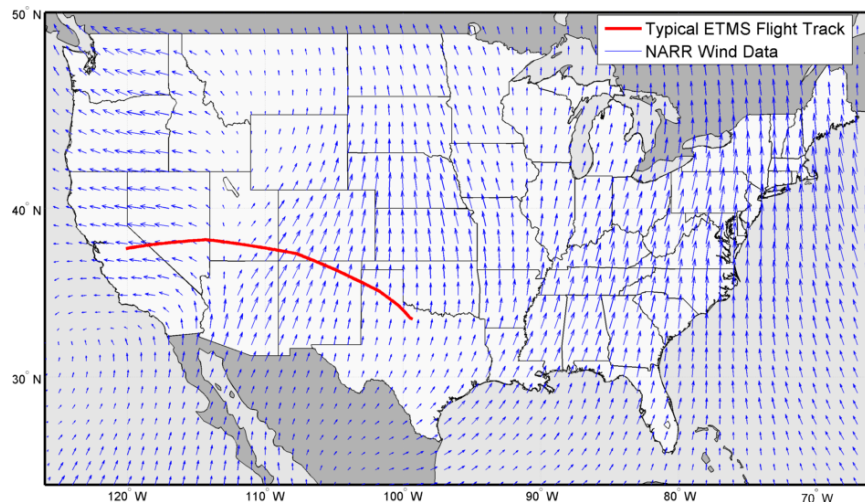 50° N
Typical ETMS Flight Track
NARR Wind Data
40° N
30° N
120° W
110° W
100° W
90° W
80° W
70° W